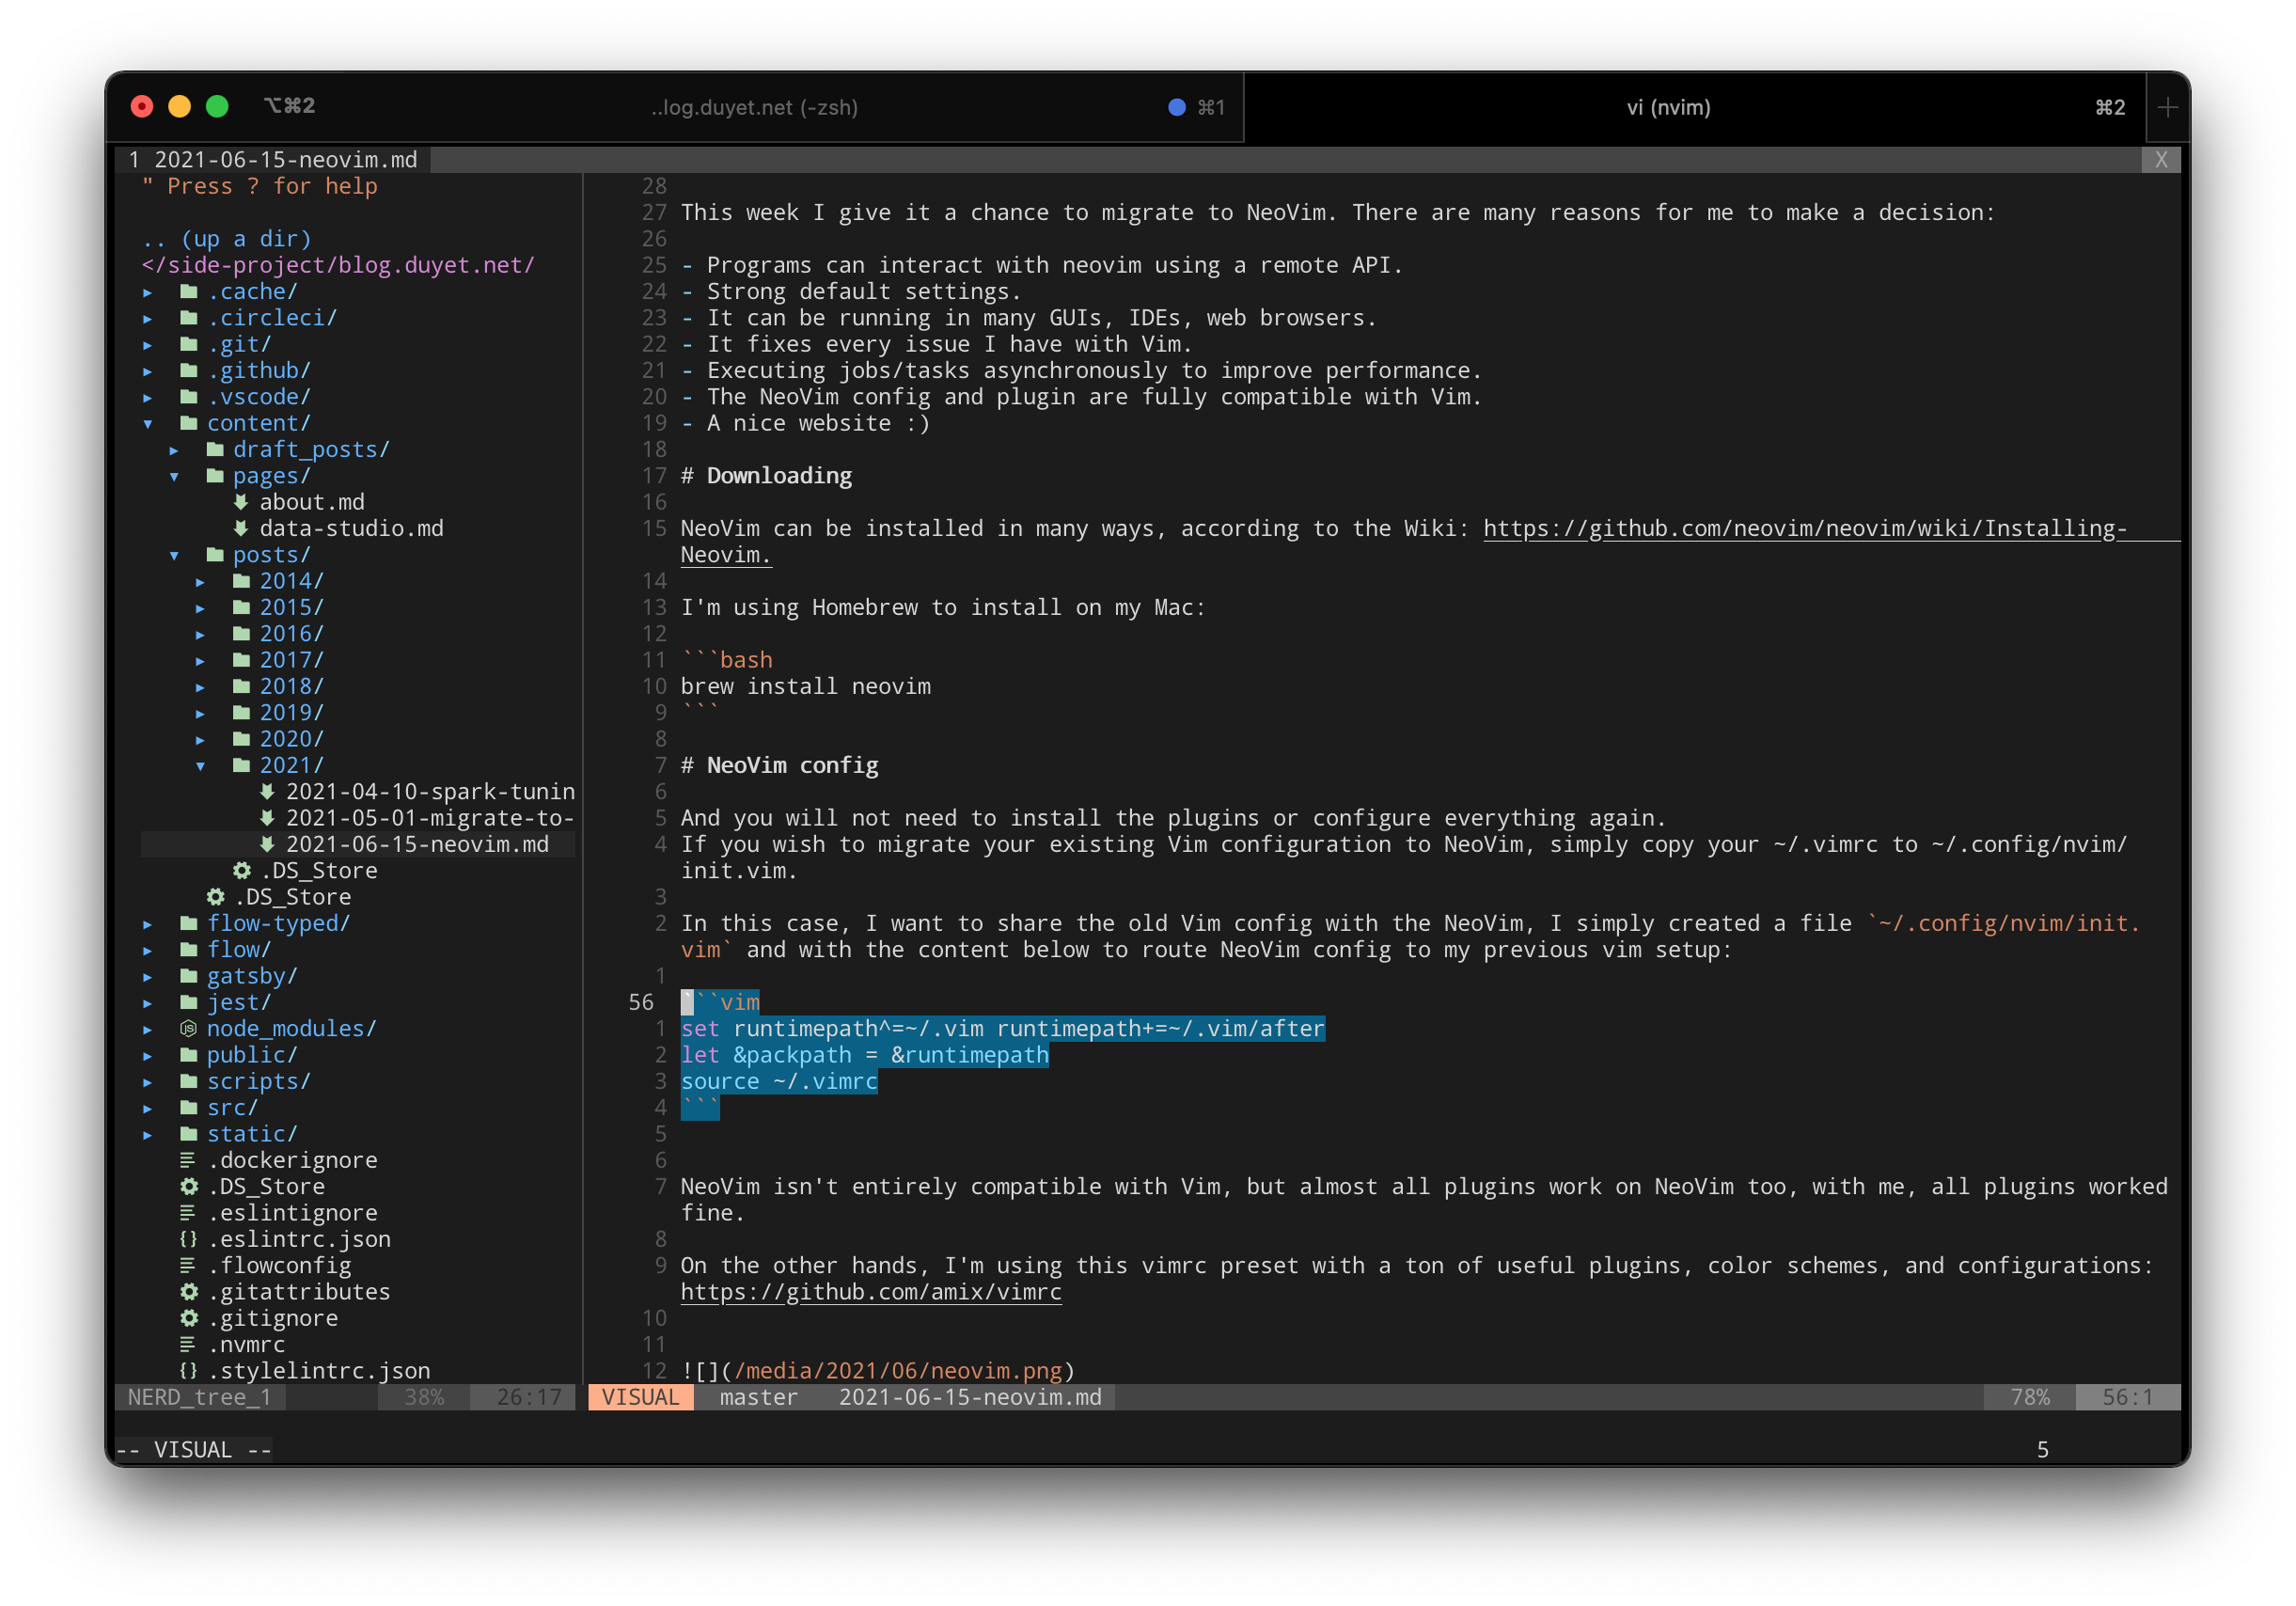 ⌥⌘2
..log.duyet.net (-zsh)
⌘1
vi (nvim)
⌘2
1 2021-06-15-neovim.md
X
" Press ? for help
.. (up a dir)
</side-project/blog.duyet.net/
▸ .cache/
▸ .circleci/
▸ .git/
▸ .github/
▸ .vscode/
▾ content/
▸ draft_posts/
▾ pages/
about.md
data-studio.md
▾ posts/
▸ 2014/
▸ 2015/
▸ 2016/
▸ 2017/
▸ 2018/
▸ 2019/
▸ 2020/
▾ 2021/
2021-04-10-spark-tunin
2021-05-01-migrate-to-
2021-06-15-neovim.md
.DS_Store
.DS_Store
▸ flow-typed/
▸ flow/
▸ gatsby/
▸ jest/
▸ node_modules/
▸ public/
▸ scripts/
▸ src/
▸ static/
.dockerignore
.DS_Store
.eslintignore
{} .eslintrc.json
.flowconfig
.gitattributes
.gitignore
.nvmrc
{} .stylelintrc.json
NERD_tree_1 38% 26:17
28
27 This week I give it a chance to migrate to NeoVim. There are many reasons for me to make a decision:
26
25 - Programs can interact with neovim using a remote API.
24 - Strong default settings.
23 - It can be running in many GUIs, IDEs, web browsers.
22 - It fixes every issue I have with Vim.
21 - Executing jobs/tasks asynchronously to improve performance.
20 - The NeoVim config and plugin are fully compatible with Vim.
19 - A nice website :)
18
17 # Downloading
16
15 NeoVim can be installed in many ways, according to the Wiki: https://github.com/neovim/neovim/wiki/Installing-
Neovim.
14
13 I'm using Homebrew to install on my Mac:
12
11 ```bash
10 brew install neovim
9 ```
8
7 # NeoVim config
6
5 And you will not need to install the plugins or configure everything again.
4 If you wish to migrate your existing Vim configuration to NeoVim, simply copy your ~/.vimrc to ~/.config/nvim/
init.vim.
3
2 In this case, I want to share the old Vim config with the NeoVim, I simply created a file `~/.config/nvim/init.
vim` and with the content below to route NeoVim config to my previous vim setup:
1
56 ```vim
1 set runtimepath^=~/.vim runtimepath+=~/.vim/after
2 let &packpath = &runtimepath
3 source ~/.vimrc
4 ```
5
6
7 NeoVim isn't entirely compatible with Vim, but almost all plugins work on NeoVim too, with me, all plugins worked
fine.
8
9 On the other hands, I'm using this vimrc preset with a ton of useful plugins, color schemes, and configurations:
https://github.com/amix/vimrc
10
11
12 ![](/media/2021/06/neovim.png)
VISUAL master 2021-06-15-neovim.md 78% 56:1
-- VISUAL -- 5